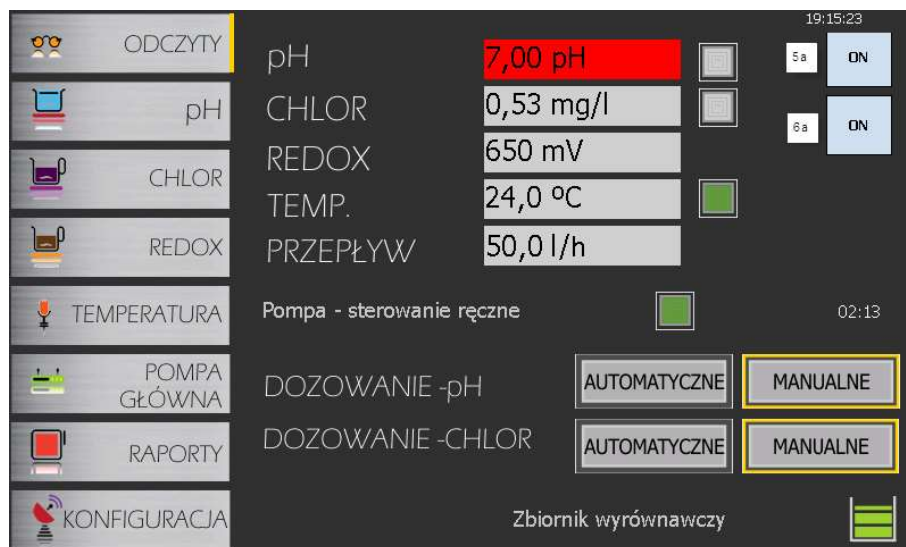 19:15:23
ODCZYTY
pH
7,00 pH
5a
ON
pH
CHLOR
0,53 mg/l
6a
ON
REDOX
650 mV
CHLOR
TEMP.
24,0 ºC
REDOX
PRZEPŁYW
50,0 l/h
TEMPERATURA
Pompa - sterowanie ręczne
02:13
POMPA
GŁÓWNA
DOZOWANIE -pH
AUTOMATYCZNE
MANUALNE
RAPORTY
DOZOWANIE -CHLOR
AUTOMATYCZNE
MANUALNE
KONFIGURACJA
Zbiornik wyrównawczy